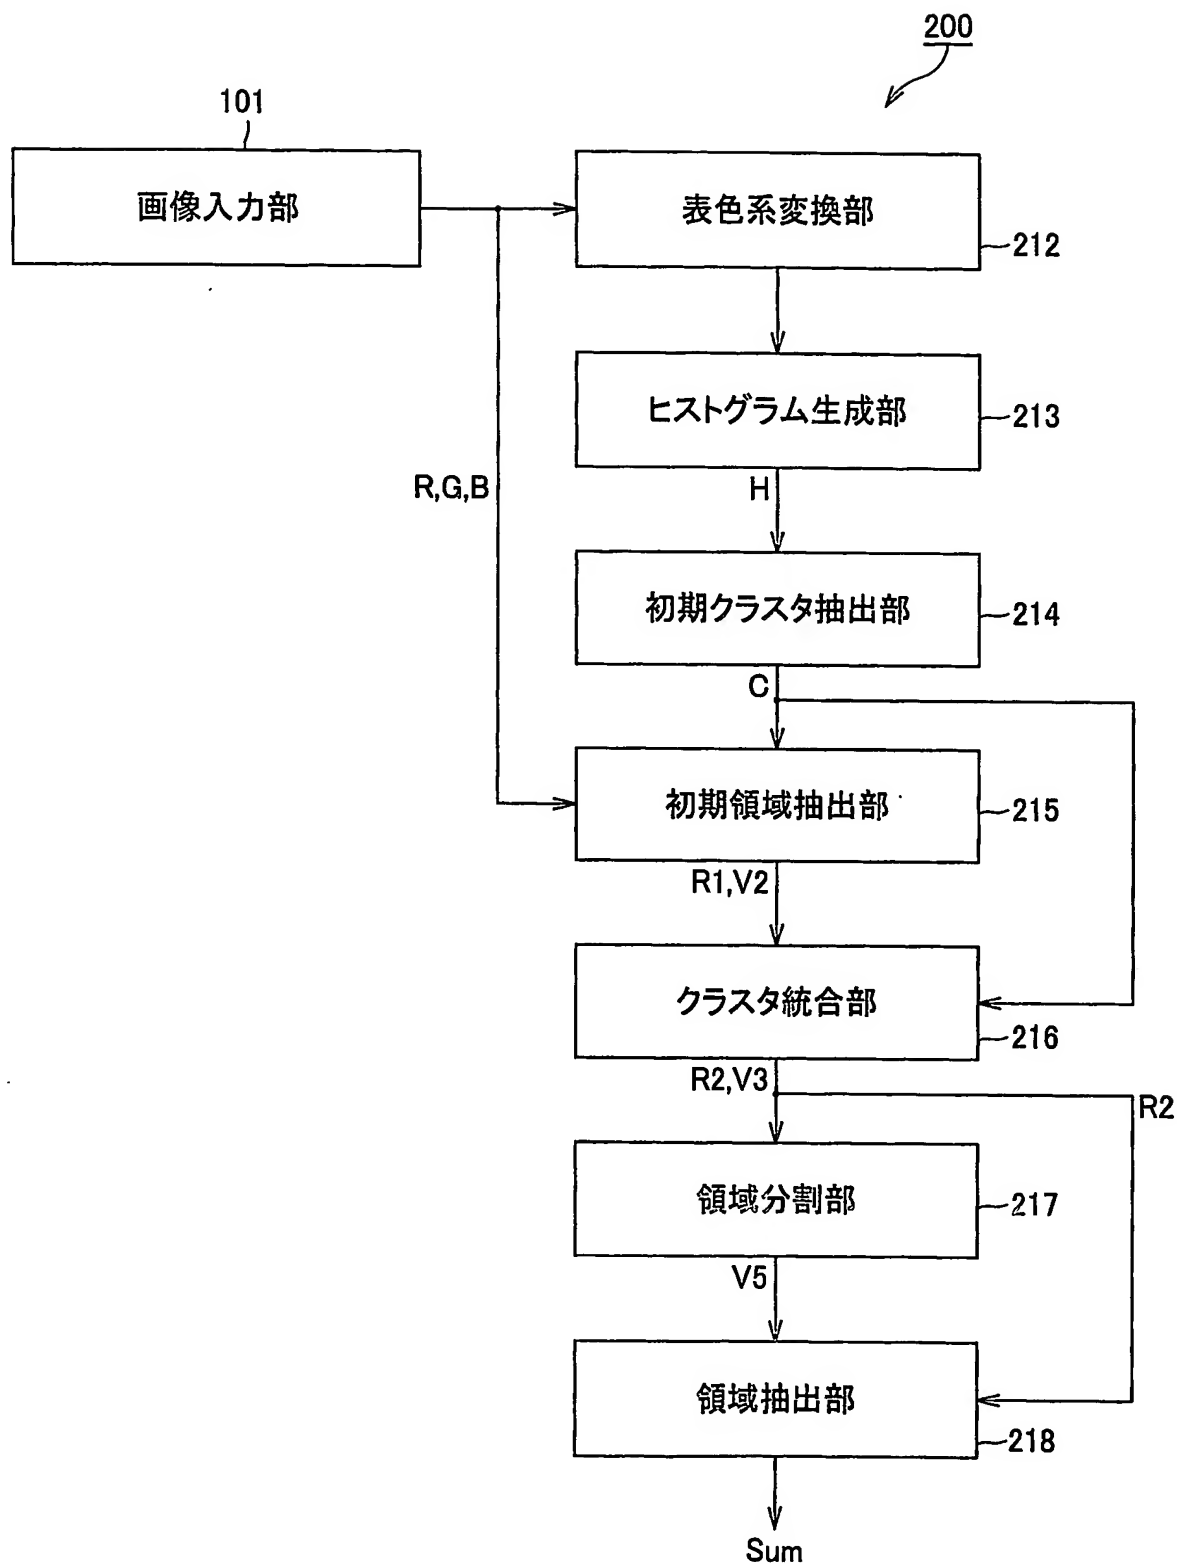 200
101
画像入力部
表色系変換部
212
ヒストグラム生成部
213
R,G,B
H
初期クラスタ抽出部
214
C
初期領域抽出部
215
R1,V2
クラスタ統合部
216
R2,V3
R2
領域分割部
217
V5
領域抽出部
218
Sum